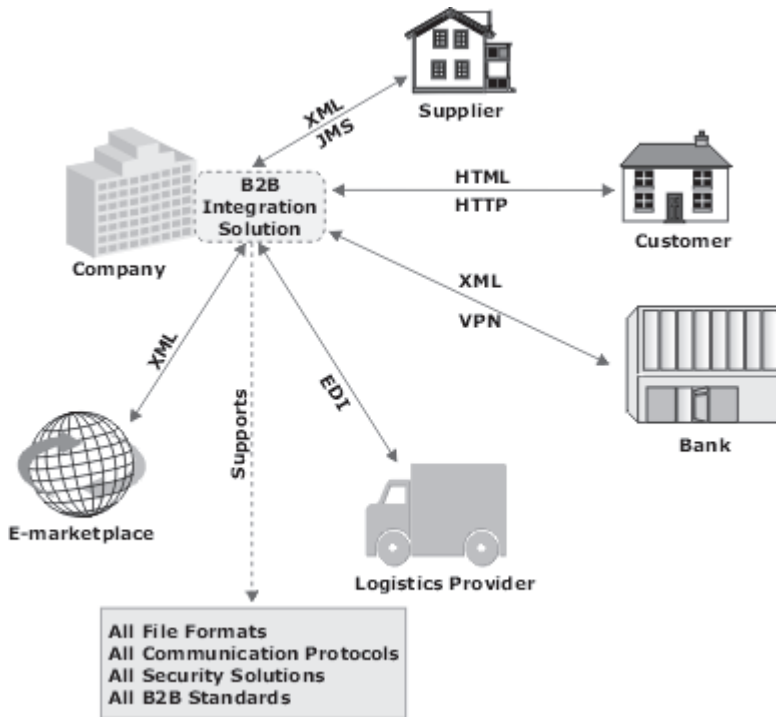 XML
JMS
Supplier
B2B
Integration
Solution
Company
HTML
HTTP
Customer
XML
VPN
Bank
XML
E-marketplace
Supports
EDI
Logistics Provider
All File Formats
All Communication Protocols
All Security Solutions
All B2B Standards